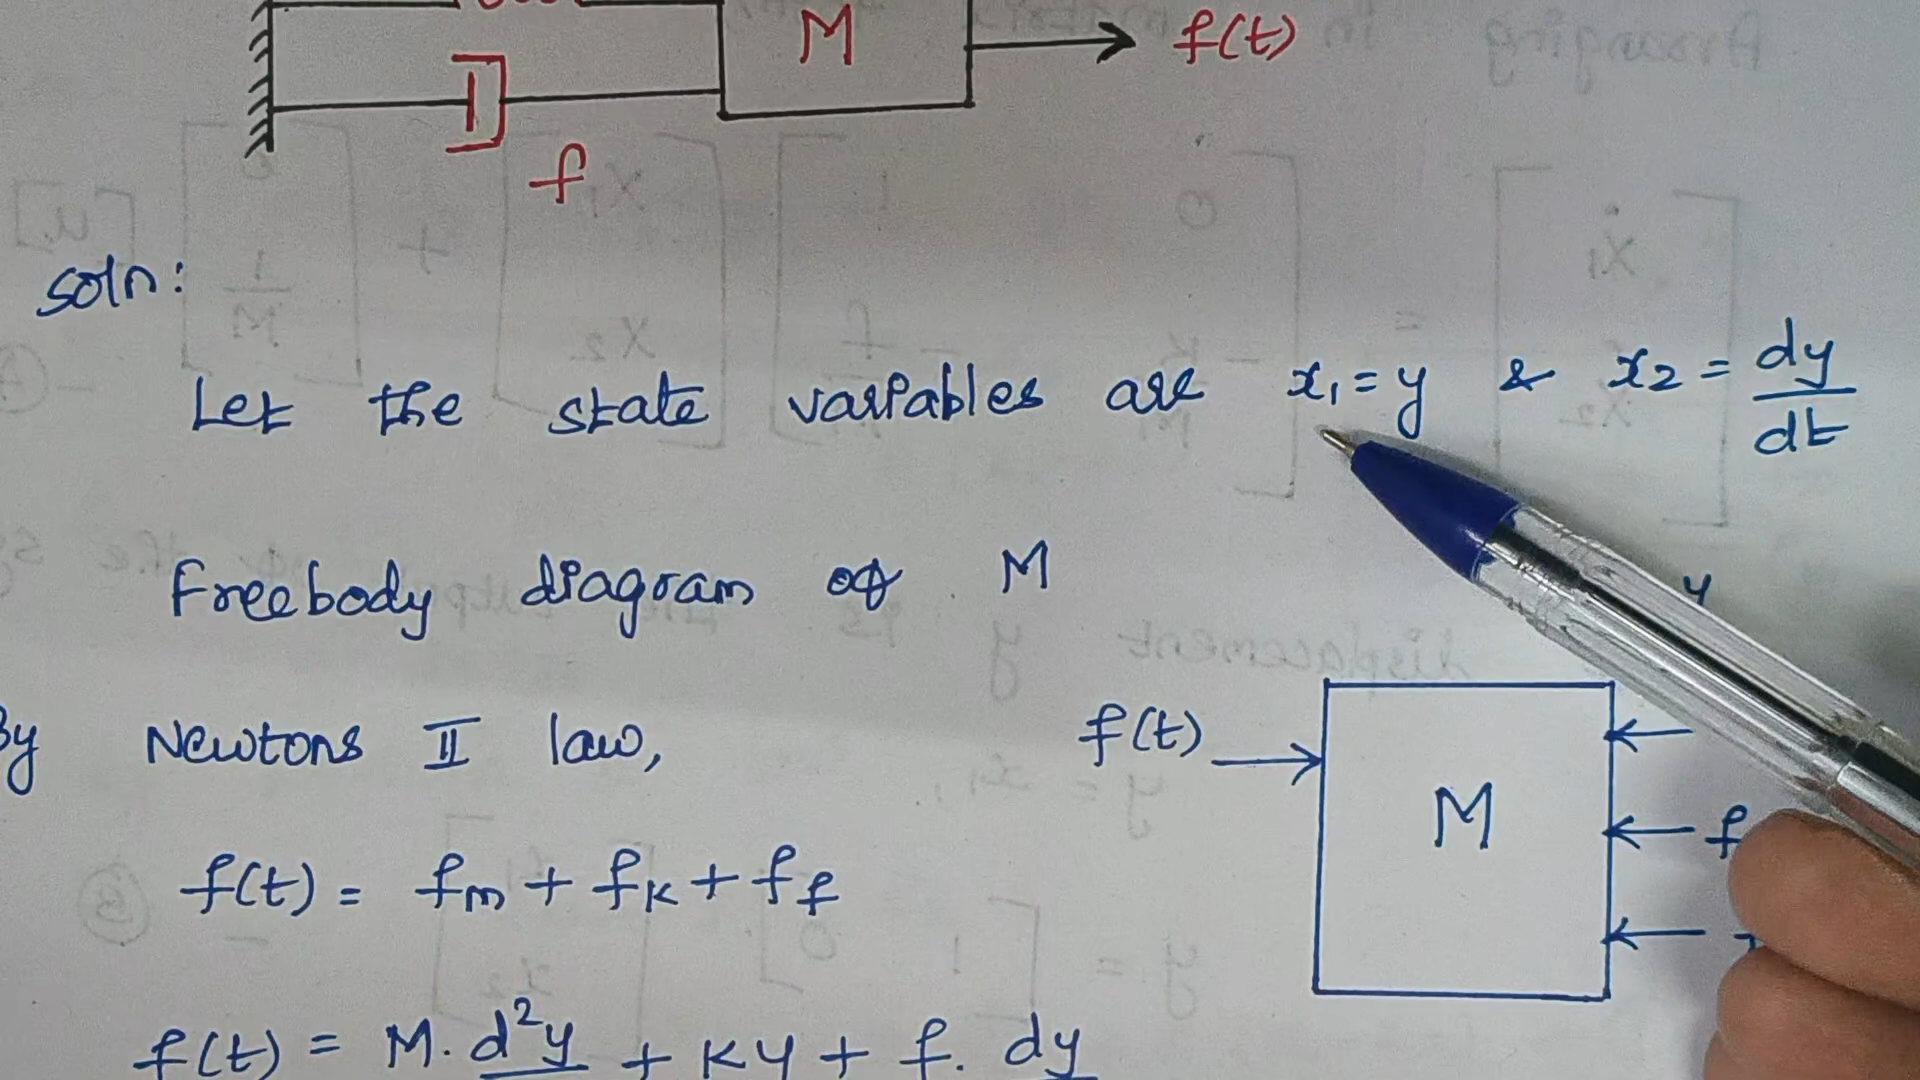 M f(t)
f
soln:
Let the state variables are x₁ = y & x₂ = dy/dt
Freebody diagram of M
y
By Newtons II law,
f(t) M
f
f(t) = fm + fk + ff
f(t) = M. d²y + Ky + f. dy